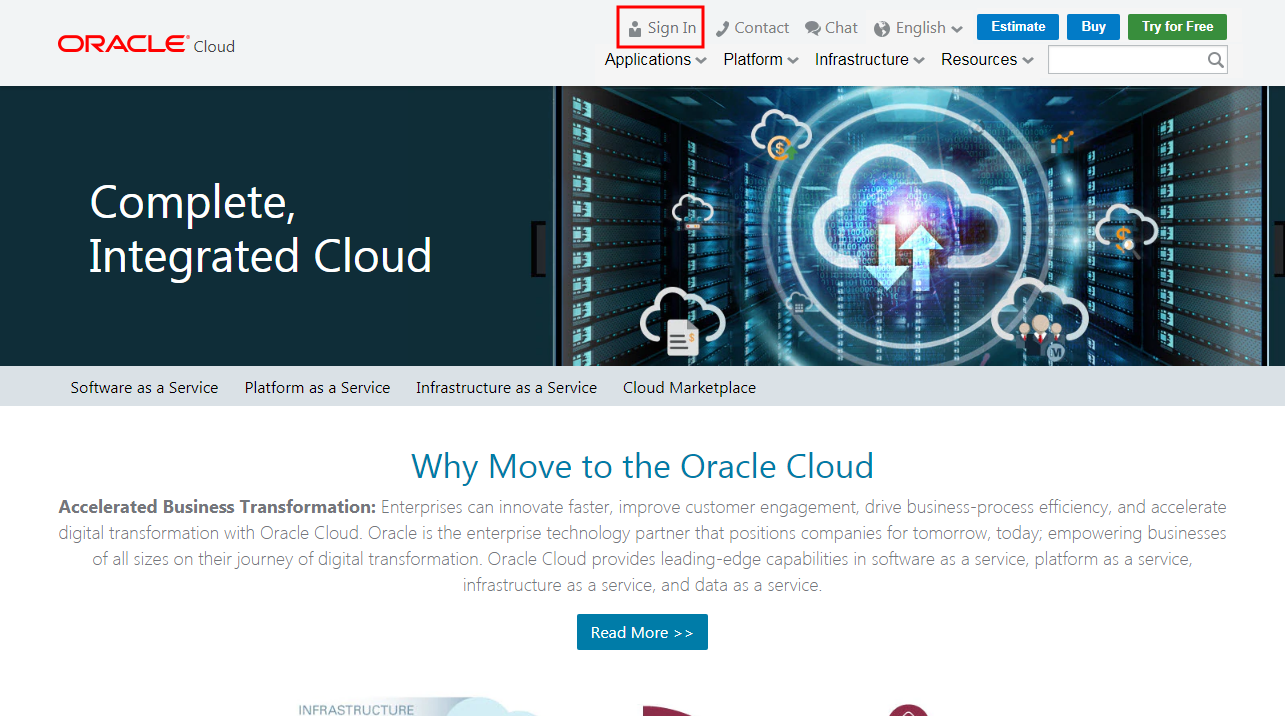 ORACLE® Cloud
Sign In Contact Chat English Estimate Buy Try for Free
Applications Platform Infrastructure Resources
Complete,
Integrated Cloud
Software as a Service Platform as a Service Infrastructure as a Service Cloud Marketplace
Why Move to the Oracle Cloud
Accelerated Business Transformation: Enterprises can innovate faster, improve customer engagement, drive business-process efficiency, and accelerate
digital transformation with Oracle Cloud. Oracle is the enterprise technology partner that positions companies for tomorrow, today; empowering businesses
of all sizes on their journey of digital transformation. Oracle Cloud provides leading-edge capabilities in software as a service, platform as a service,
infrastructure as a service, and data as a service.
Read More >>
INFRASTRUCTURE